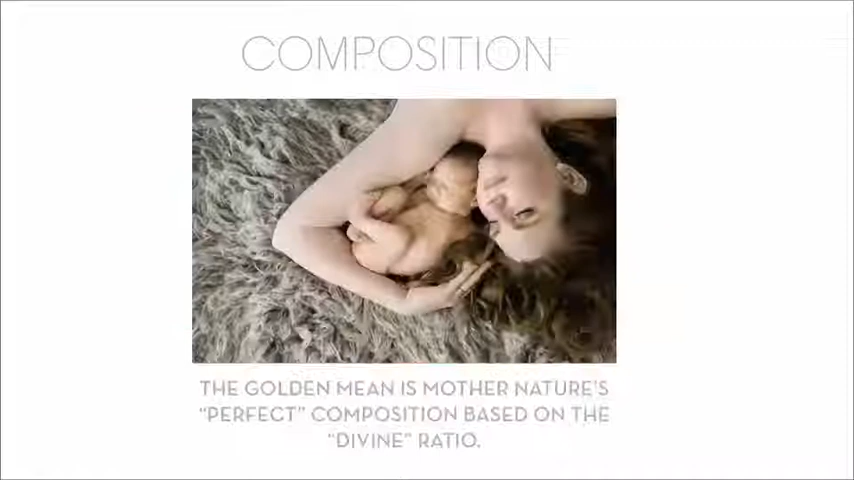 COMPOSITION
THE GOLDEN MEAN IS MOTHER NATURE'S
“PERFECT” COMPOSITION BASED ON THE
“DIVINE” RATIO.